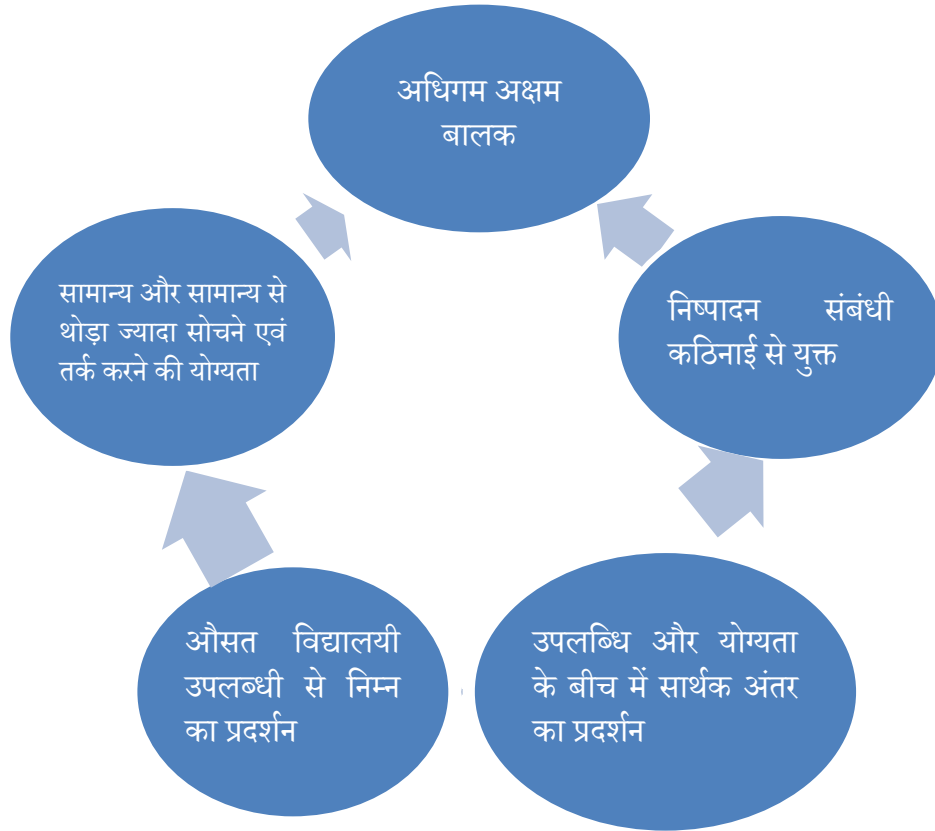 अधिगम अक्षम
बालक
सामान्य और सामान्य से
थोड़ा ज्यादा सोचने एवं
तर्क करने की योग्यता
निष्पादन संबंधी
कठिनाई से युक्त
औसत विद्यालयी
उपलब्धी से निम्न
का प्रदर्शन
उपलब्धि और योग्यता
के बीच में सार्थक अंतर
का प्रदर्शन